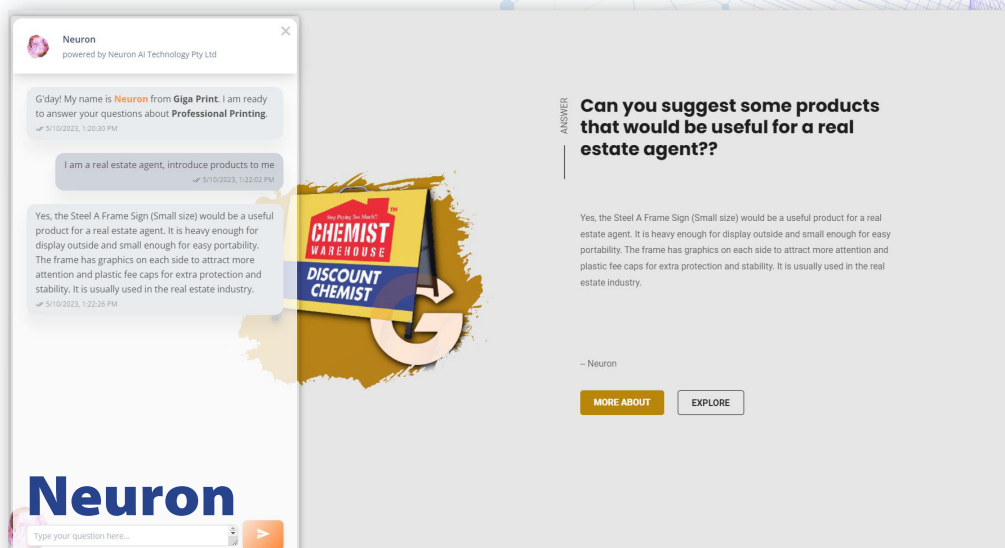 Neuron
powered by Neuron AI Technology Pty Ltd
G'day! My name is Neuron from Giga Print. I am ready
to answer your questions about Professional Printing.
5/10/2023, 1:20:30 PM
I am a real estate agent, introduce products to me
5/10/2023, 1:22:02 PM
Yes, the Steel A Frame Sign (Small size) would be a useful
product for a real estate agent. It is heavy enough for
display outside and small enough for easy portability.
The frame has graphics on each side to attract more
attention and plastic fee caps for extra protection and
stability. It is usually used in the real estate industry.
5/10/2023, 1:22:26 PM
Neuron
Type your question here...
Stop Paying Too Much!!
TM
CHEMIST
WAREHOUSE
DISCOUNT
CHEMIST
G
ANSWER
Can you suggest some products
that would be useful for a real
estate agent??
Yes, the Steel A Frame Sign (Small size) would be a useful product for a real
estate agent. It is heavy enough for display outside and small enough for easy
portability. The frame has graphics on each side to attract more attention and
plastic fee caps for extra protection and stability. It is usually used in the real
estate industry.
-- Neuron
MORE ABOUT
EXPLORE